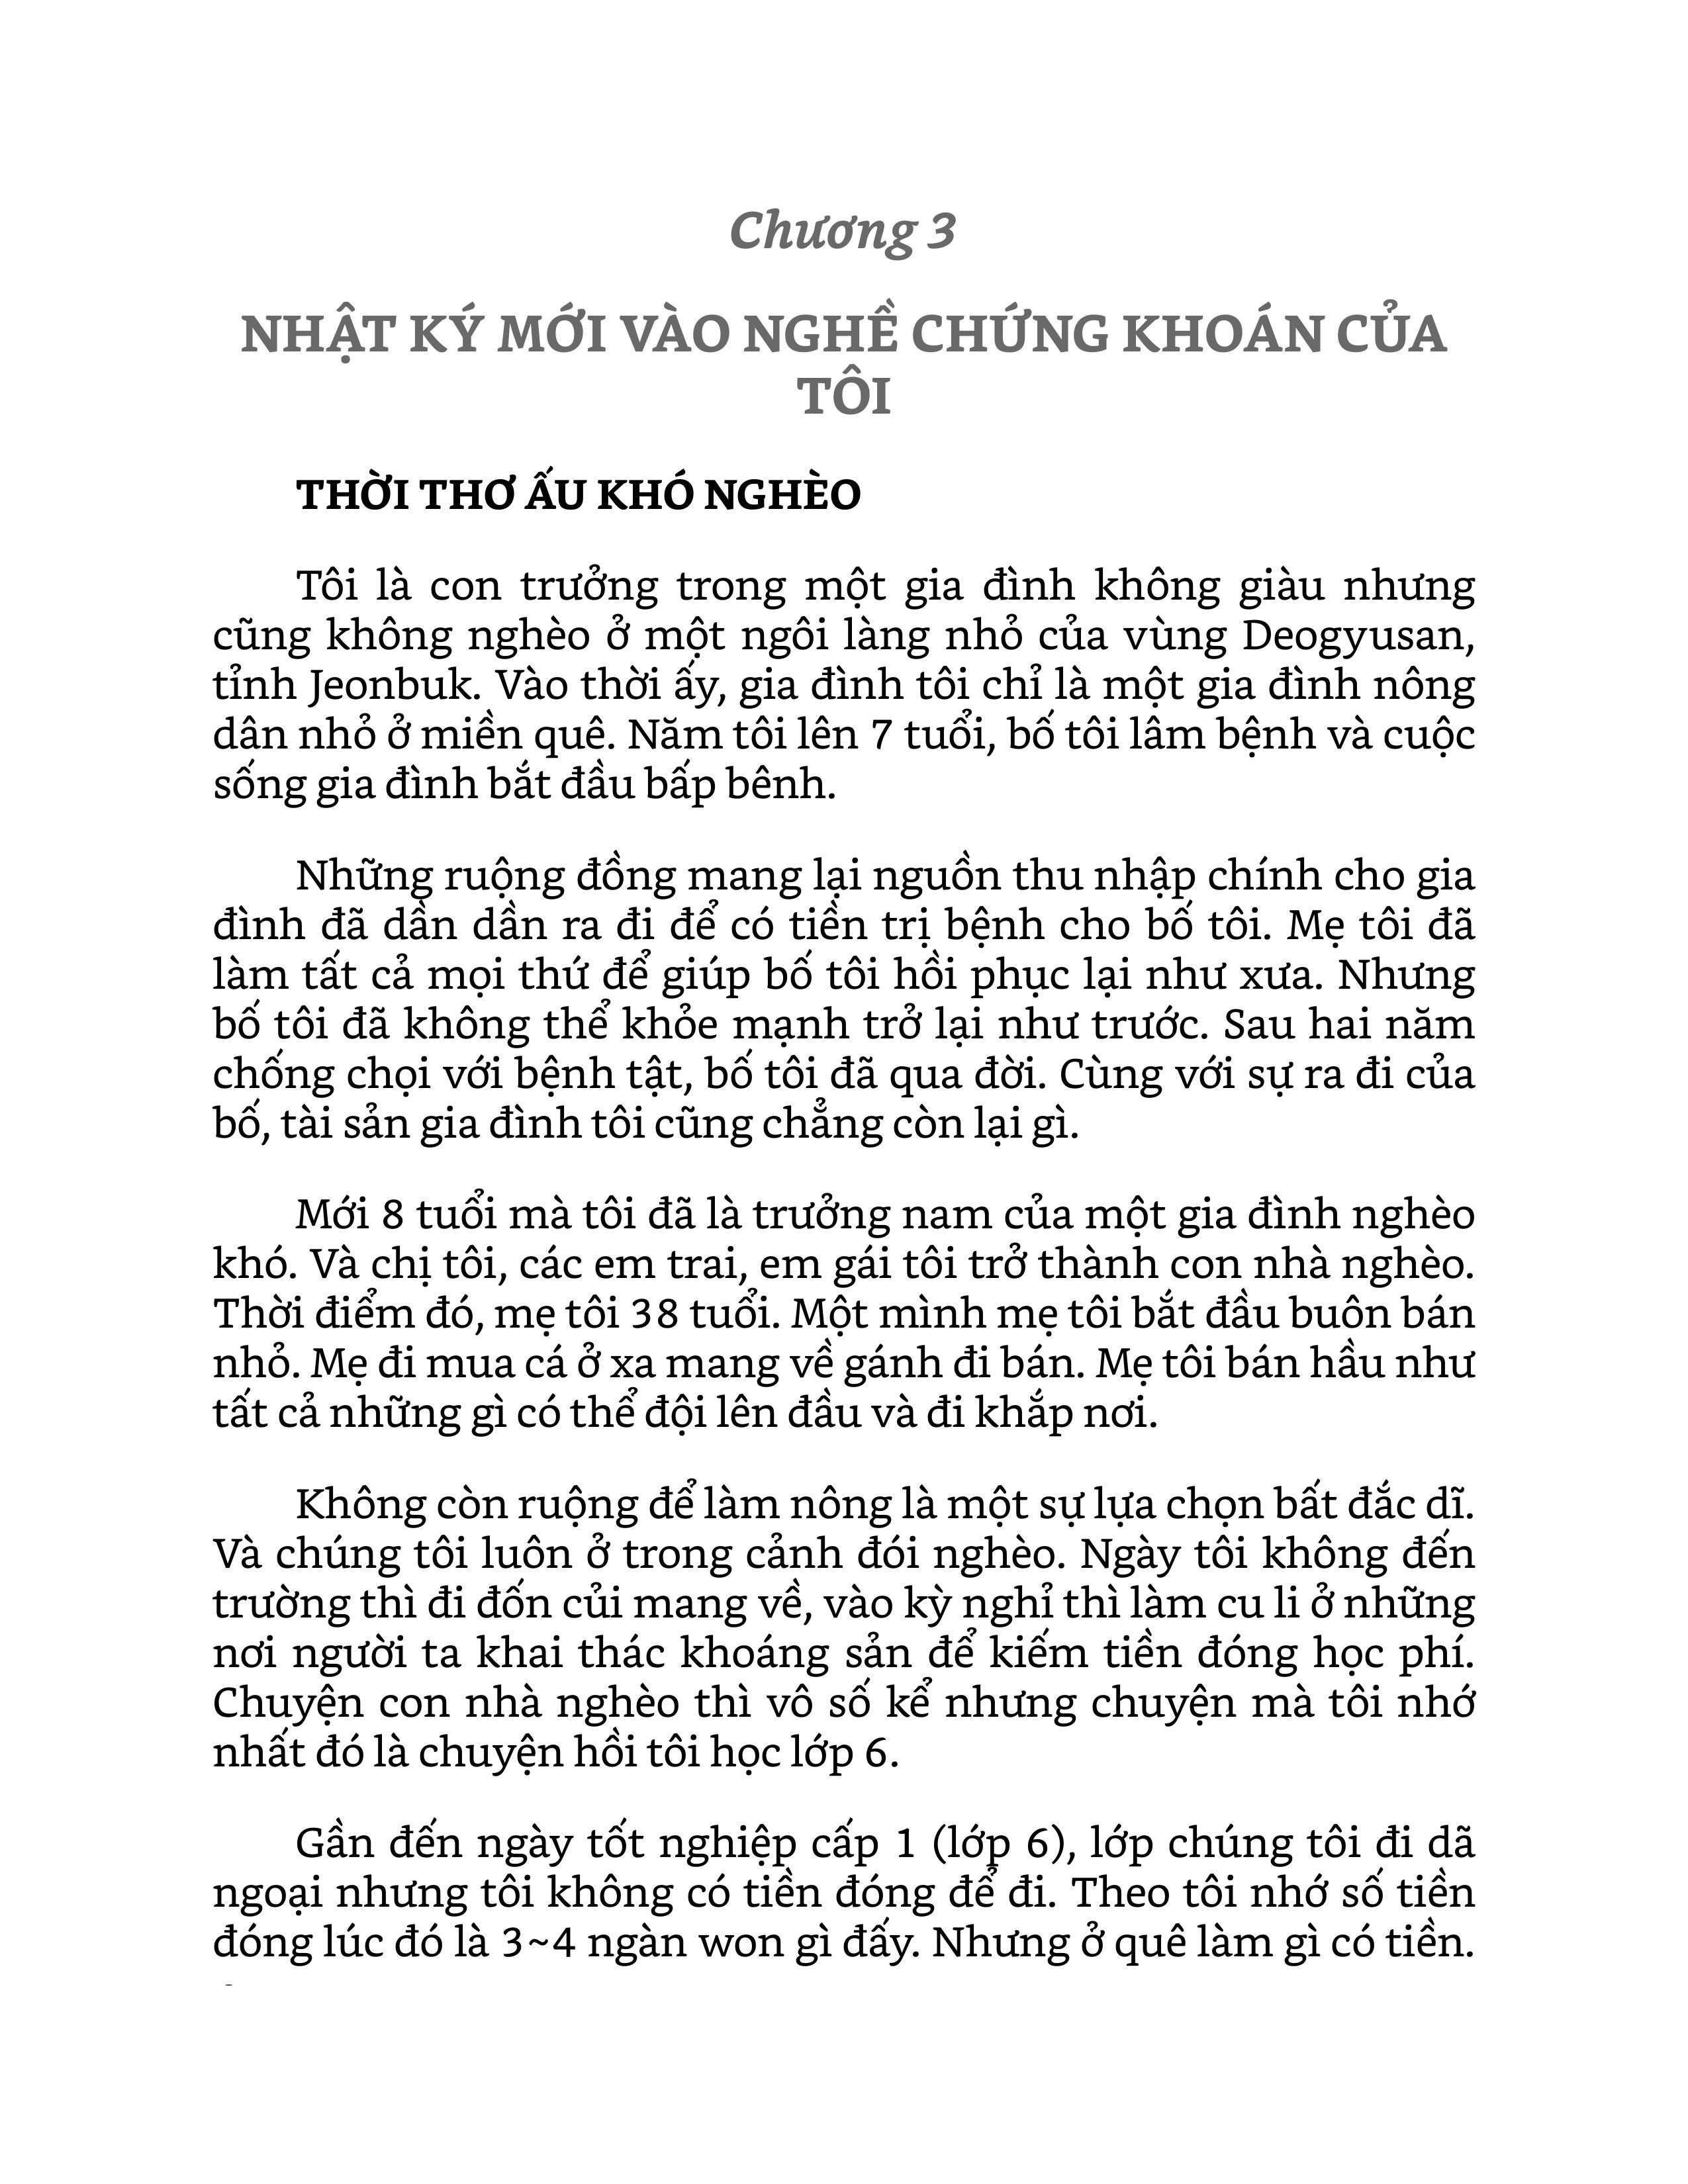 Chương 3
NHẬT KÝ MỚI VÀO NGHỀ CHỨNG KHOÁN CỦA
TÔI
THỜI THƠ ẤU KHÓ NGHÈO
Tôi là con trưởng trong một gia đình không giàu nhưng
cũng không nghèo ở một ngôi làng nhỏ của vùng Deogyusan,
tỉnh Jeonbuk. Vào thời ấy, gia đình tôi chỉ là một gia đình nông
dân nhỏ ở miền quê. Năm tôi lên 7 tuổi, bố tôi lâm bệnh và cuộc
sống gia đình bắt đầu bấp bênh.
Những ruộng đồng mang lại nguồn thu nhập chính cho gia
đình đã dần dần ra đi để có tiền trị bệnh cho bố tôi. Mẹ tôi đã
làm tất cả mọi thứ để giúp bố tôi hồi phục lại như xưa. Nhưng
bố tôi đã không thể khỏe mạnh trở lại như trước. Sau hai năm
chống chọi với bệnh tật, bố tôi đã qua đời. Cùng với sự ra đi của
bố, tài sản gia đình tôi cũng chẳng còn lại gì.
Mới 8 tuổi mà tôi đã là trưởng nam của một gia đình nghèo
khó. Và chị tôi, các em trai, em gái tôi trở thành con nhà nghèo.
Thời điểm đó, mẹ tôi 38 tuổi. Một mình mẹ tôi bắt đầu buôn bán
nhỏ. Mẹ đi mua cá ở xa mang về gánh đi bán. Mẹ tôi bán hầu như
tất cả những gì có thể đội lên đầu và đi khắp nơi.
Không còn ruộng để làm nông là một sự lựa chọn bất đắc dĩ.
Và chúng tôi luôn ở trong cảnh đói nghèo. Ngày tôi không đến
trường thì đi đốn củi mang về, vào kỳ nghỉ thì làm cu li ở những
nơi người ta khai thác khoáng sản để kiếm tiền đóng học phí.
Chuyện con nhà nghèo thì vô số kể nhưng chuyện mà tôi nhớ
nhất đó là chuyện hồi tôi học lớp 6.
Gần đến ngày tốt nghiệp cấp 1 (lớp 6), lớp chúng tôi đi dã
ngoại nhưng tôi không có tiền đóng để đi. Theo tôi nhớ số tiền
đóng lúc đó là 3~4 ngàn won gì đấy. Nhưng ở quê làm gì có tiền.